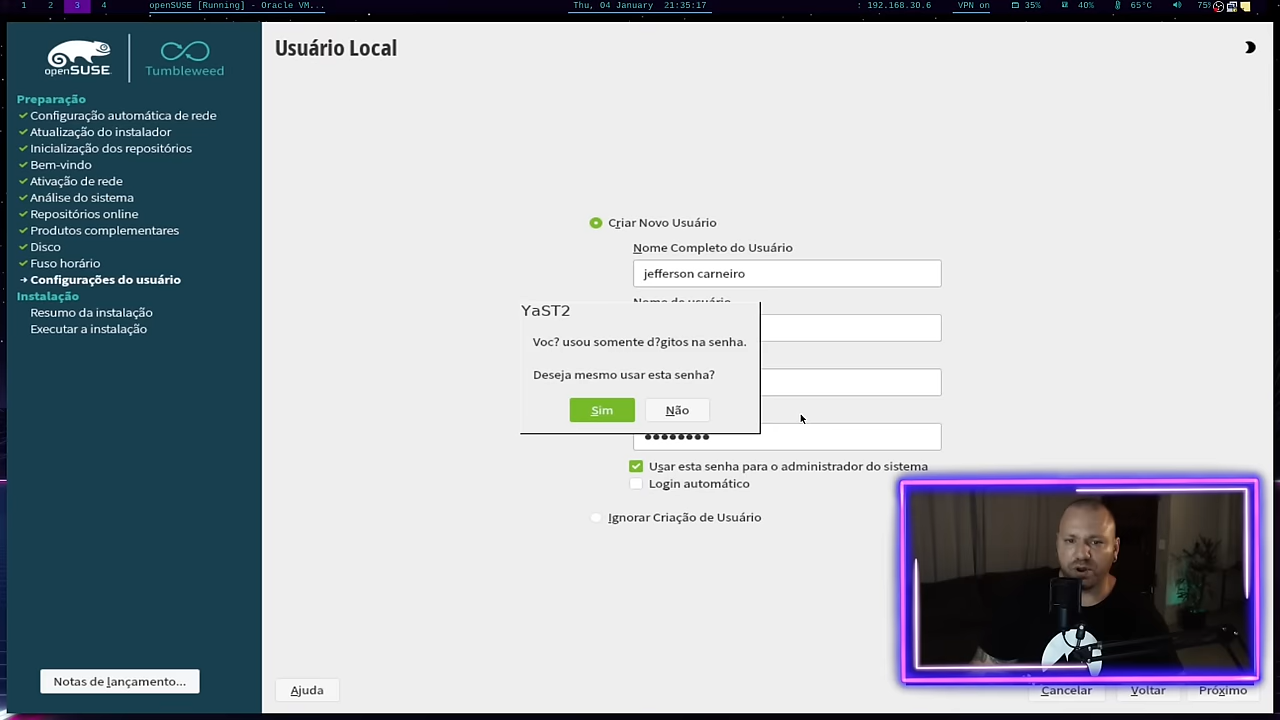 1 2 3 4 openSUSE [Running] - Oracle VM... Thu, 04 January 21:35:17 : 192.168.30.6 VPN on 35% 40% 65°C 75%
openSUSE Tumbleweed
Usuário Local
Preparação
Configuração automática de rede
Atualização do instalador
Inicialização dos repositórios
Bem-vindo
Ativação de rede
Análise do sistema
Repositórios online
Produtos complementares
Disco
Fuso horário
Configurações do usuário
Instalação
Resumo da instalação
Executar a instalação
Criar Novo Usuário
Nome Completo do Usuário
jefferson carneiro
Nome de usuário
YaST2
Voc? usou somente d?gitos na senha.
Deseja mesmo usar esta senha?
Sim Não
Usar esta senha para o administrador do sistema
Login automático
Ignorar Criação de Usuário
Notas de lançamento...
Ajuda Cancelar Voltar Próximo